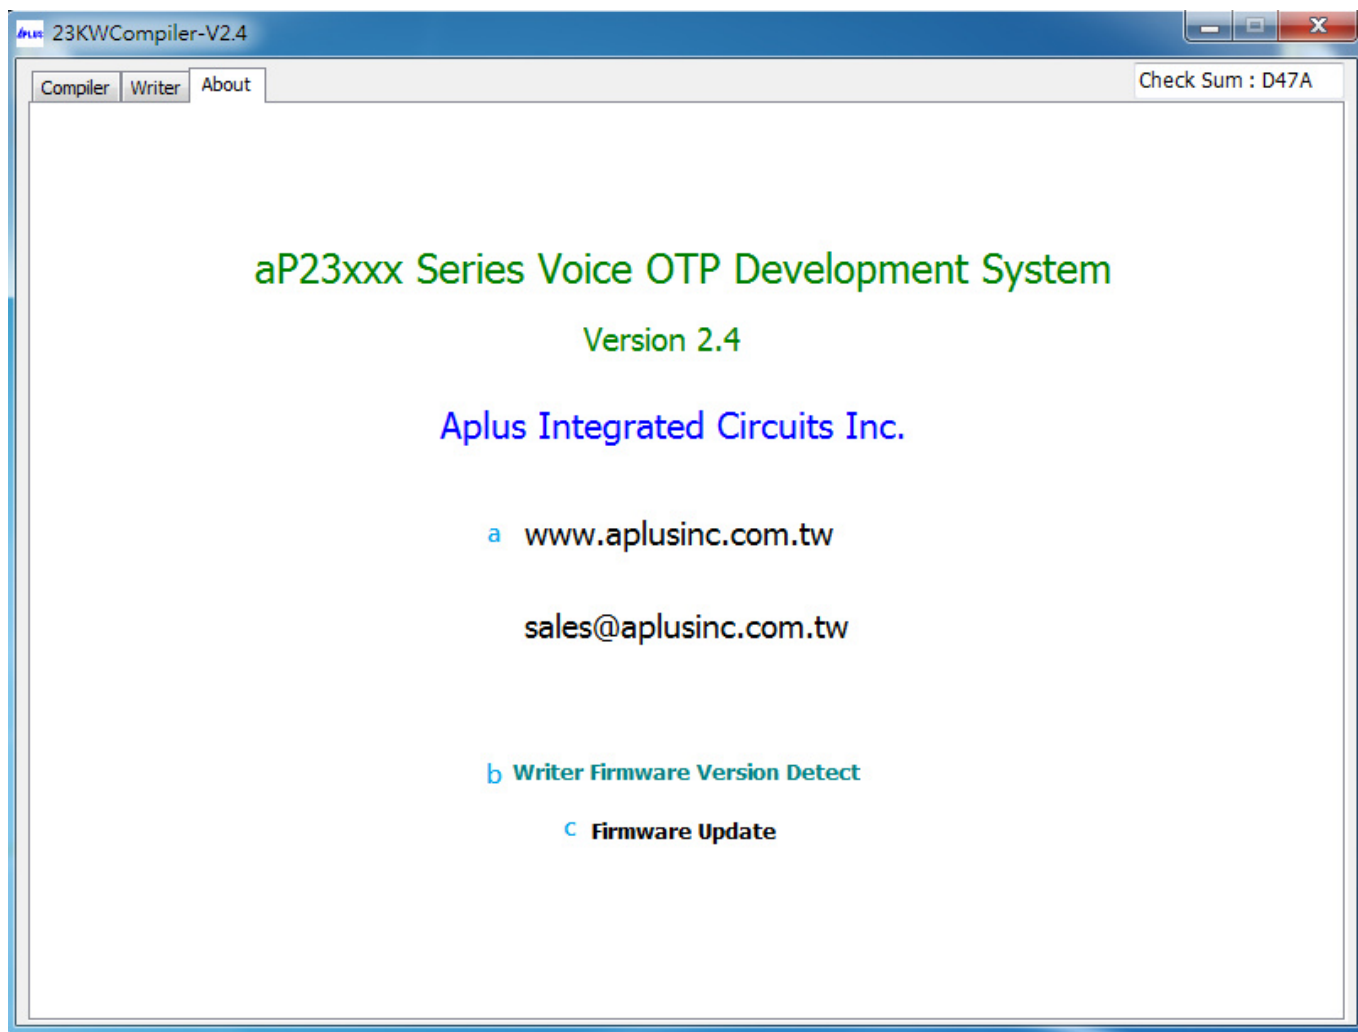 APLUS 23KWCompiler-V2.4
Compiler Writer About Check Sum : D47A
aP23xxx Series Voice OTP Development System
Version 2.4
Aplus Integrated Circuits Inc.
a www.aplusinc.com.tw
sales@aplusinc.com.tw
b Writer Firmware Version Detect
c Firmware Update